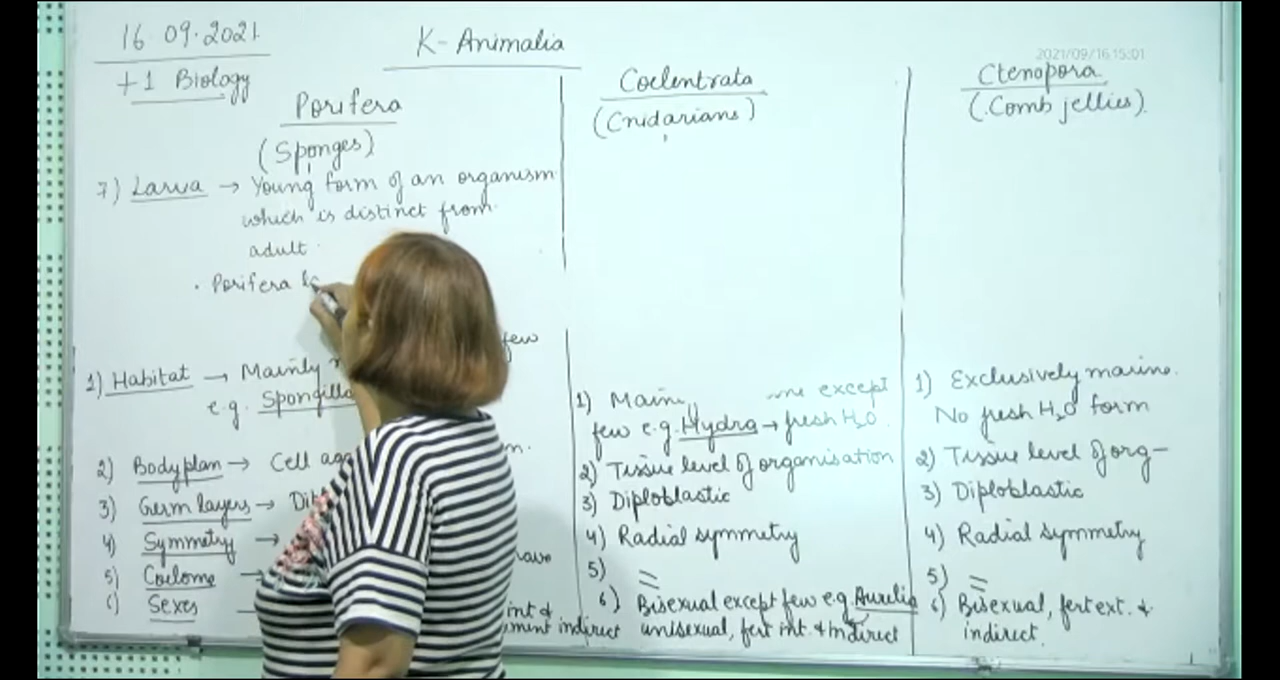 16 09.2021
+1 Biology
K- Animalia
2021/09/16 15:01
Porifera
(Sponges)
7) Larva → Young form of an organism
which is distinct from
adult.
• Porifera
1) Habitat → Mainly few
e.g. Spongilla
2) Body plan → Cell
3) Germ layers →
4) Symmetry →
5) Coelome →
6) Sexes int &
indirect
Coelentrata
(Cnidarians)
1) except
few e.g. Hydra → fresh H2O
2) Tissue level of organisation
3) Diploblastic
4) Radial symmetry
5) =
6) Bisexual except few e.g. Aurelia
unisexual, fert int. & Indirect
Ctenopora
(Comb jellies)
1) Exclusively marine.
No fresh H2O form
2) Tissue level of org-
3) Diploblastic
4) Radial symmetry
5) =
6) Bisexual, fert ext. &
indirect.